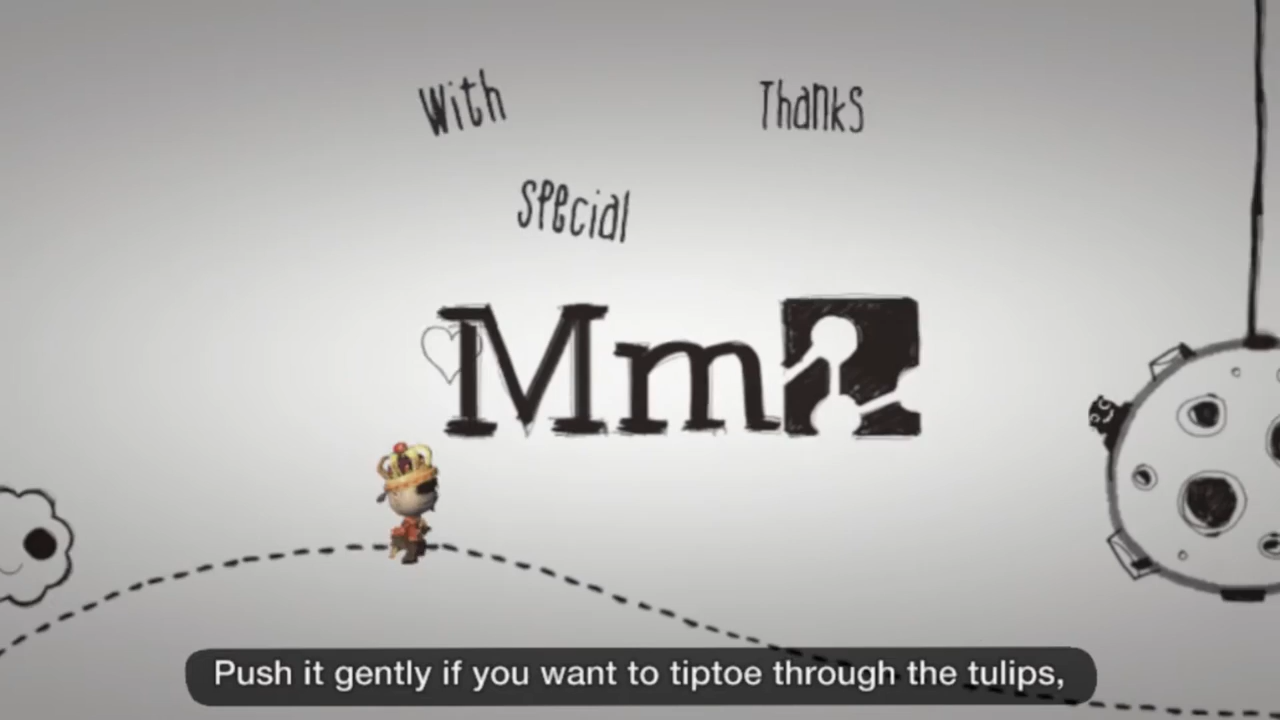 With
Thanks
special
Mm
Push it gently if you want to tiptoe through the tulips,